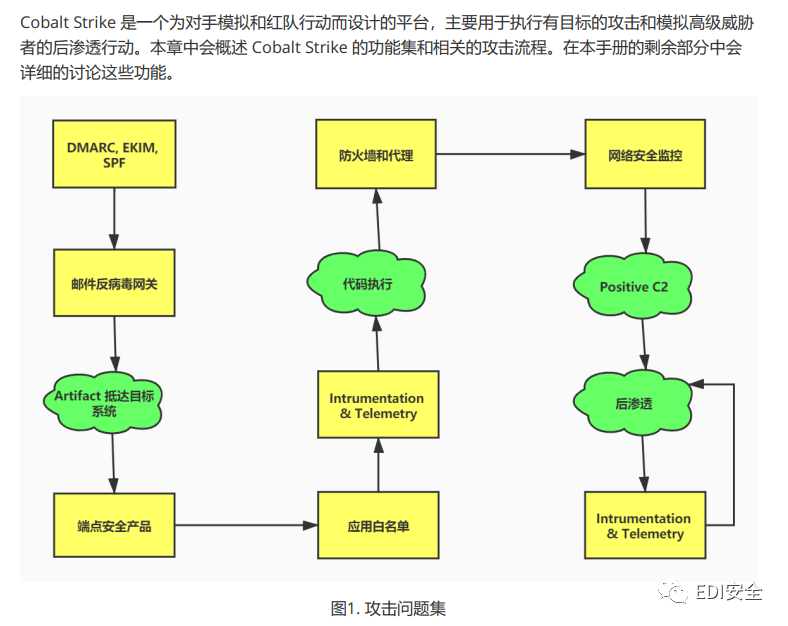 Cobalt Strike 是一个为对手模拟和红队行动而设计的平台，主要用于执行有目标的攻击和模拟高级威胁
者的后渗透行动。本章中会概述 Cobalt Strike 的功能集和相关的攻击流程。在本手册的剩余部分中会
详细的讨论这些功能。
DMARC, EKIM,
SPF
邮件反病毒网关
Artifact 抵达目标
系统
端点安全产品
应用白名单
Intrumentation
& Telemetry
代码执行
防火墙和代理
网络安全监控
Positive C2
后渗透
Intrumentation
& Telemetry
图1. 攻击问题集
EDI安全